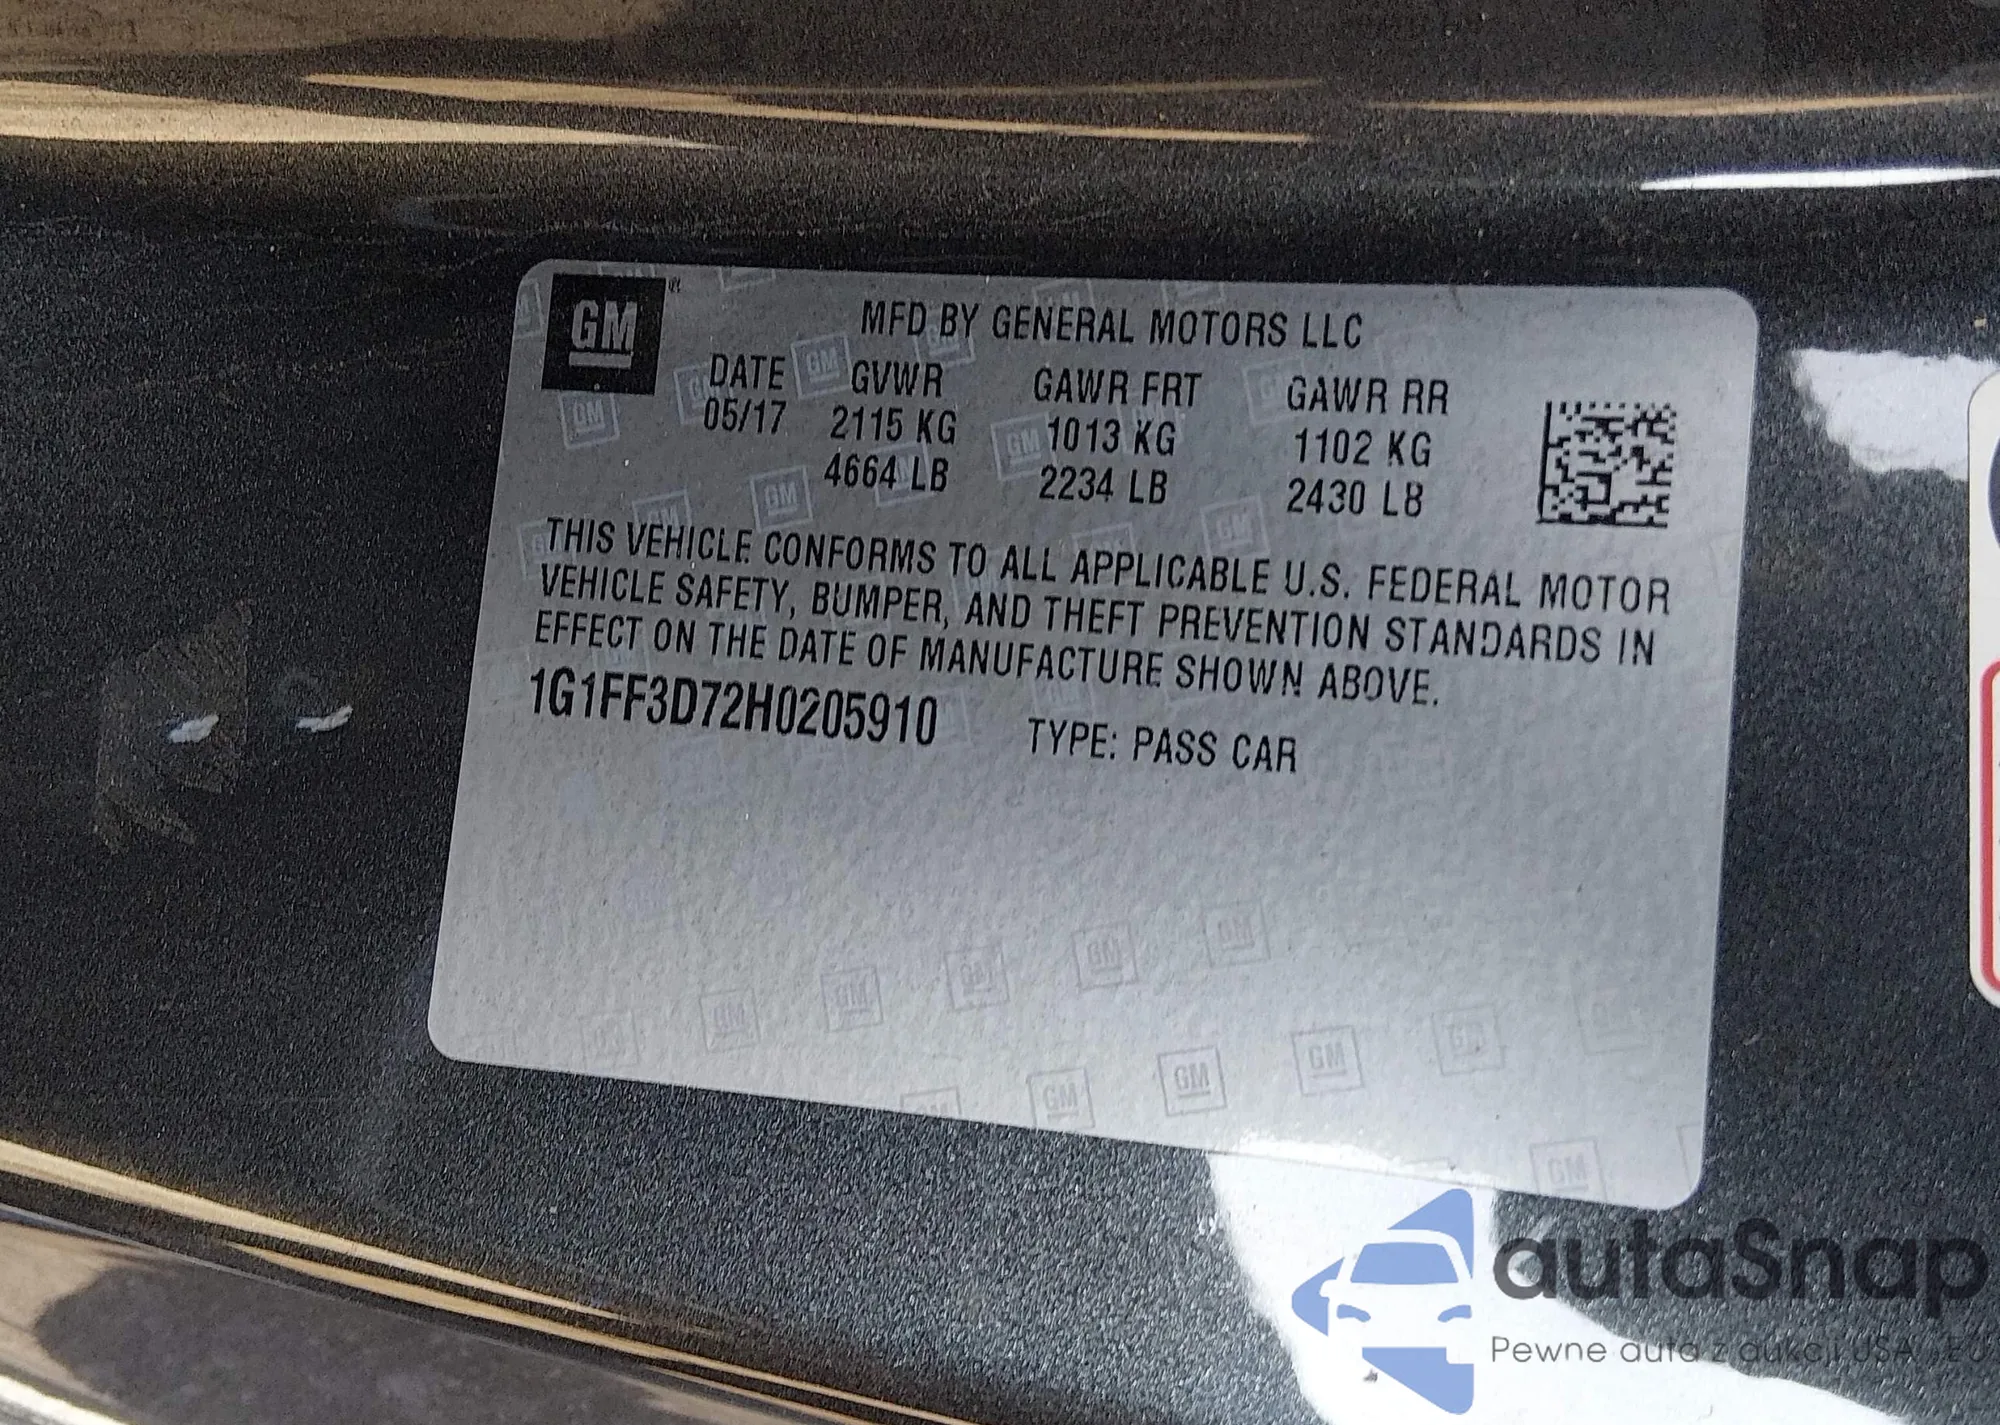 GM
MFD BY GENERAL MOTORS LLC
DATE GVWR GAWR FRT GAWR RR
05/17 2115 KG 1013 KG 1102 KG
4664 LB 2234 LB 2430 LB
THIS VEHICLE CONFORMS TO ALL APPLICABLE U.S. FEDERAL MOTOR
VEHICLE SAFETY, BUMPER, AND THEFT PREVENTION STANDARDS IN
EFFECT ON THE DATE OF MANUFACTURE SHOWN ABOVE.
1G1FF3D72H0205910 TYPE: PASS CAR
autaSnap
Pewne auta z aukcji USA